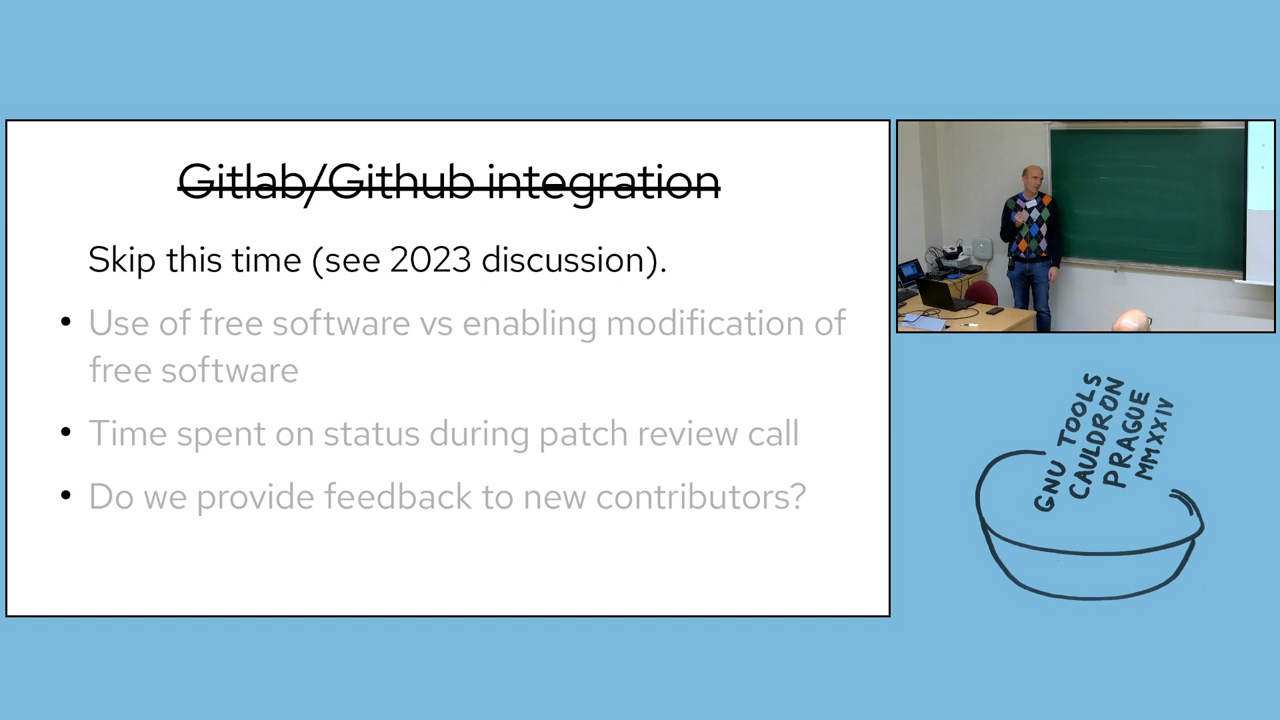 Gitlab/Github integration
Skip this time (see 2023 discussion).
• Use of free software vs enabling modification of
free software
• Time spent on status during patch review call
• Do we provide feedback to new contributors?
GNU TOOLS
CAULDRON
PRAGUE
MMXXIV